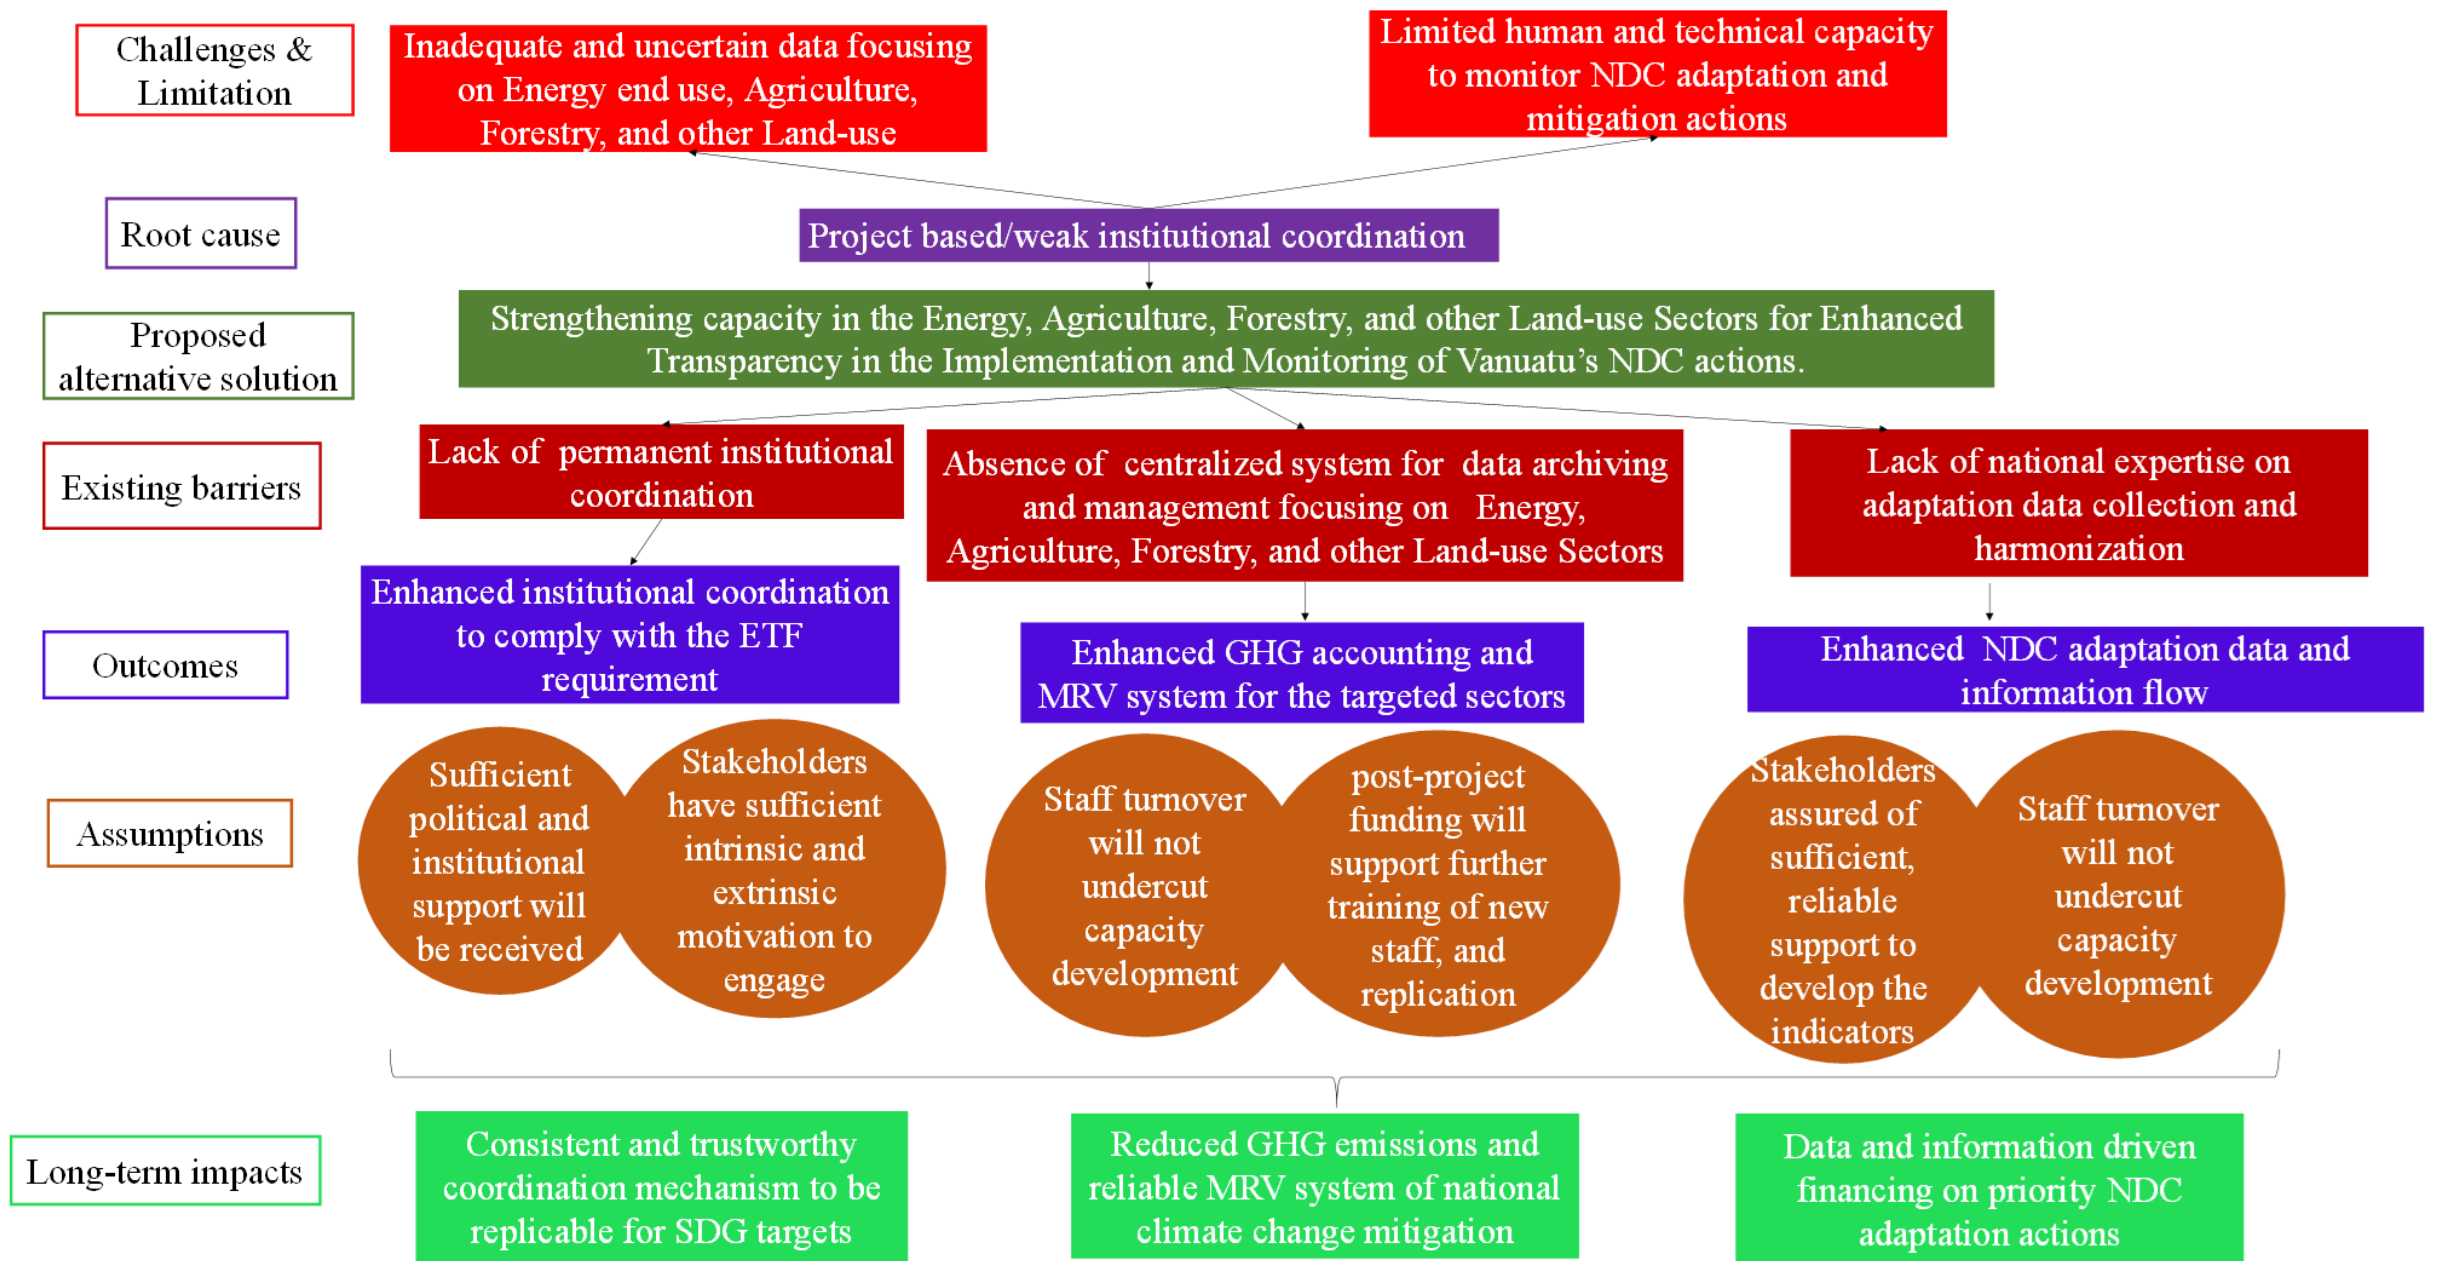 Challenges &
Limitation
Inadequate and uncertain data focusing
on Energy end use, Agriculture,
Forestry, and other Land-use
Limited human and technical capacity
to monitor NDC adaptation and
mitigation actions
Root cause
Project based/weak institutional coordination
Proposed
alternative solution
Strengthening capacity in the Energy, Agriculture, Forestry, and other Land-use Sectors for Enhanced
Transparency in the Implementation and Monitoring of Vanuatu’s NDC actions.
Existing barriers
Lack of permanent institutional
coordination
Absence of centralized system for data archiving
and management focusing on Energy,
Agriculture, Forestry, and other Land-use Sectors
Lack of national expertise on
adaptation data collection and
harmonization
Outcomes
Enhanced institutional coordination
to comply with the ETF
requirement
Enhanced GHG accounting and
MRV system for the targeted sectors
Enhanced NDC adaptation data and
information flow
Assumptions
Sufficient
political and
institutional
support will
be received
Stakeholders
have sufficient
intrinsic and
extrinsic
motivation to
engage
Staff turnover
will not
undercut
capacity
development
post-project
funding will
support further
training of new
staff, and
replication
Stakeholders
assured of
sufficient,
reliable
support to
develop the
indicators
Staff turnover
will not
undercut
capacity
development
Long-term impacts
Consistent and trustworthy
coordination mechanism to be
replicable for SDG targets
Reduced GHG emissions and
reliable MRV system of national
climate change mitigation
Data and information driven
financing on priority NDC
adaptation actions